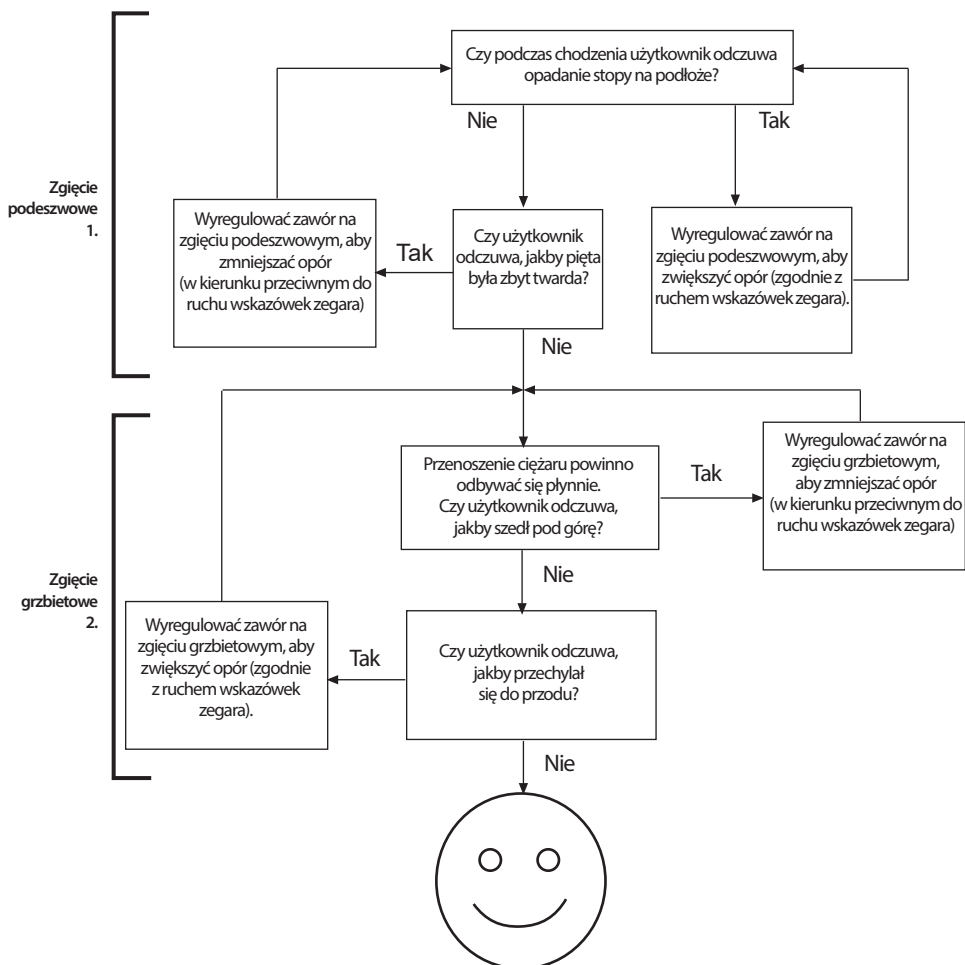 Czy podczas chodzenia użytkownik odczuwa
opadanie stopy na podłoże?
Nie
Tak
Zgięcie
podeszwowe
1.
Wyregulować zawór na
zgięciu podeszwowym, aby
zmniejszać opór
(w kierunku przeciwnym do
ruchu wskazówek zegara)
Tak
Czy użytkownik
odczuwa, jakby pięta
była zbyt twarda?
Wyregulować zawór na
zgięciu podeszwowym, aby
zwiększyć opór (zgodnie z
ruchem wskazówek zegara).
Nie
Przenoszenie ciężaru powinno
odbywać się płynnie.
Czy użytkownik odczuwa,
jakby szedł pod górę?
Tak
Wyregulować zawór na
zgięciu grzbietowym,
aby zmniejszać opór
(w kierunku przeciwnym do
ruchu wskazówek zegara)
Nie
Zgięcie
grzbietowe
2.
Wyregulować zawór na
zgięciu grzbietowym, aby
zwiększyć opór (zgodnie
z ruchem wskazówek
zegara).
Tak
Czy użytkownik odczuwa,
jakby przechylał
się do przodu?
Nie